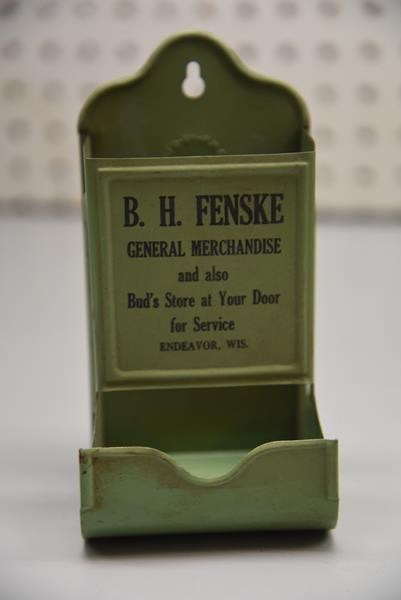 B. H. FENSKE
GENERAL MERCHANDISE
and also
Bud's Store at Your Door
for Service
ENDEAVOR, WIS.